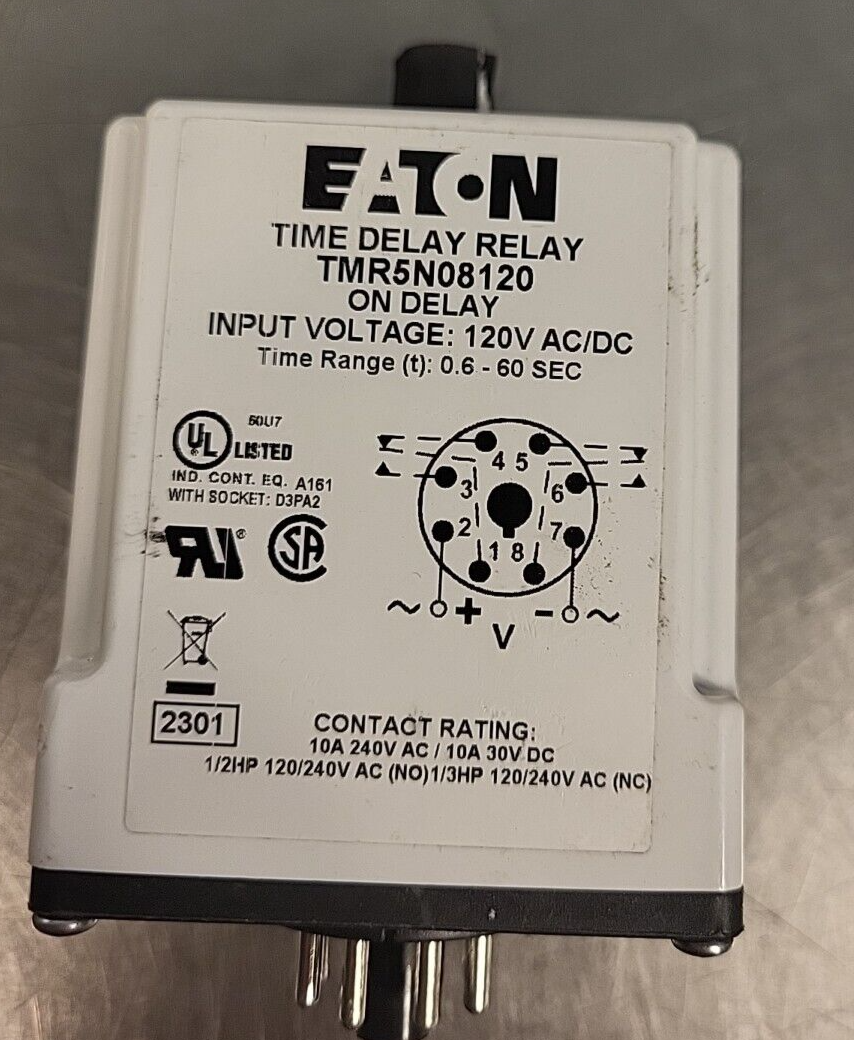 EATON
TIME DELAY RELAY
TMR5N08120
ON DELAY
INPUT VOLTAGE: 120V AC/DC
Time Range (t): 0.6 - 60 SEC
50U7
UL LISTED
®
IND. CONT. EQ. A161
WITH SOCKET: D3PA2
RU®
SA
4 5
3 6
2 7
1 8
~ + - ~
V
2301
CONTACT RATING:
10A 240V AC / 10A 30V DC
1/2HP 120/240V AC (NO)1/3HP 120/240V AC (NC)